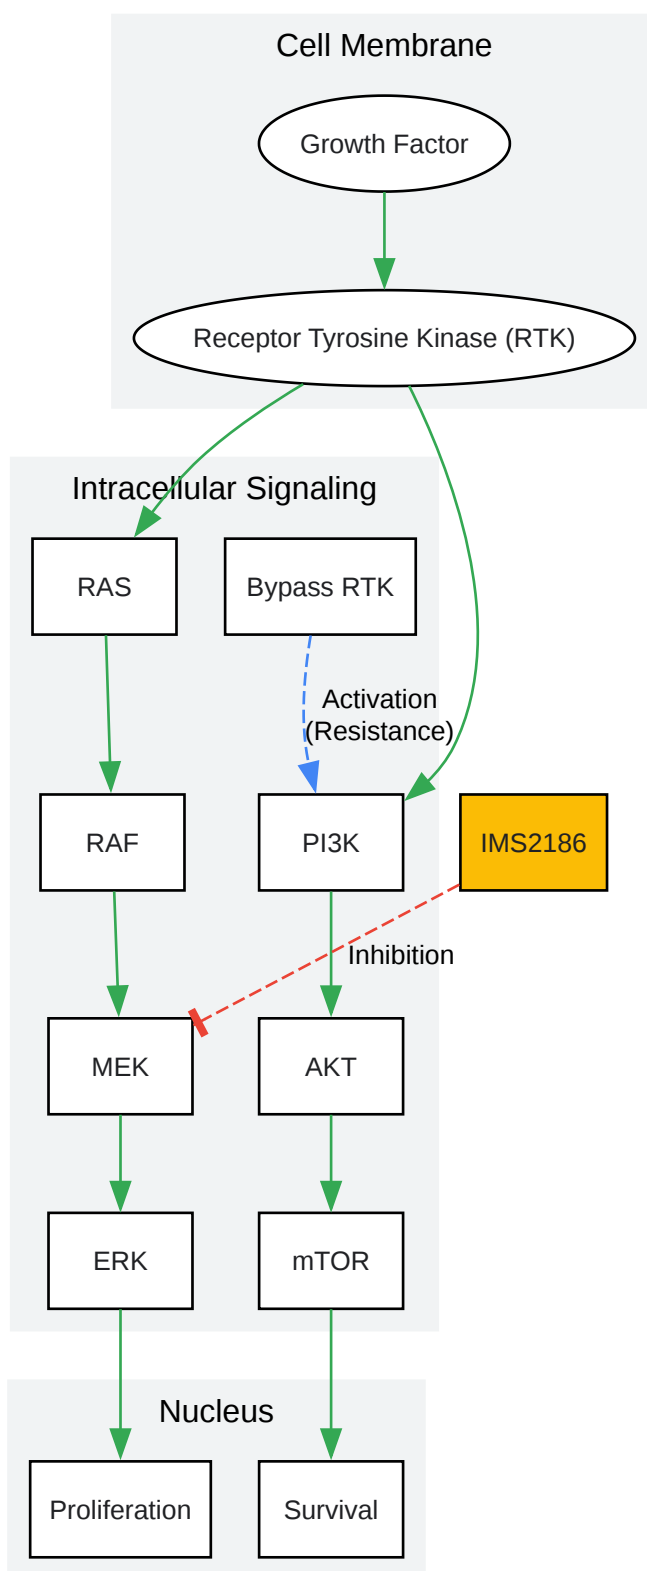 Cell Membrane
Growth Factor
Receptor Tyrosine Kinase (RTK)
Intracellular Signaling
RAS
Bypass RTK
Activation
(Resistance)
RAF
PI3K
IMS2186
Inhibition
MEK
AKT
ERK
mTOR
Nucleus
Proliferation
Survival